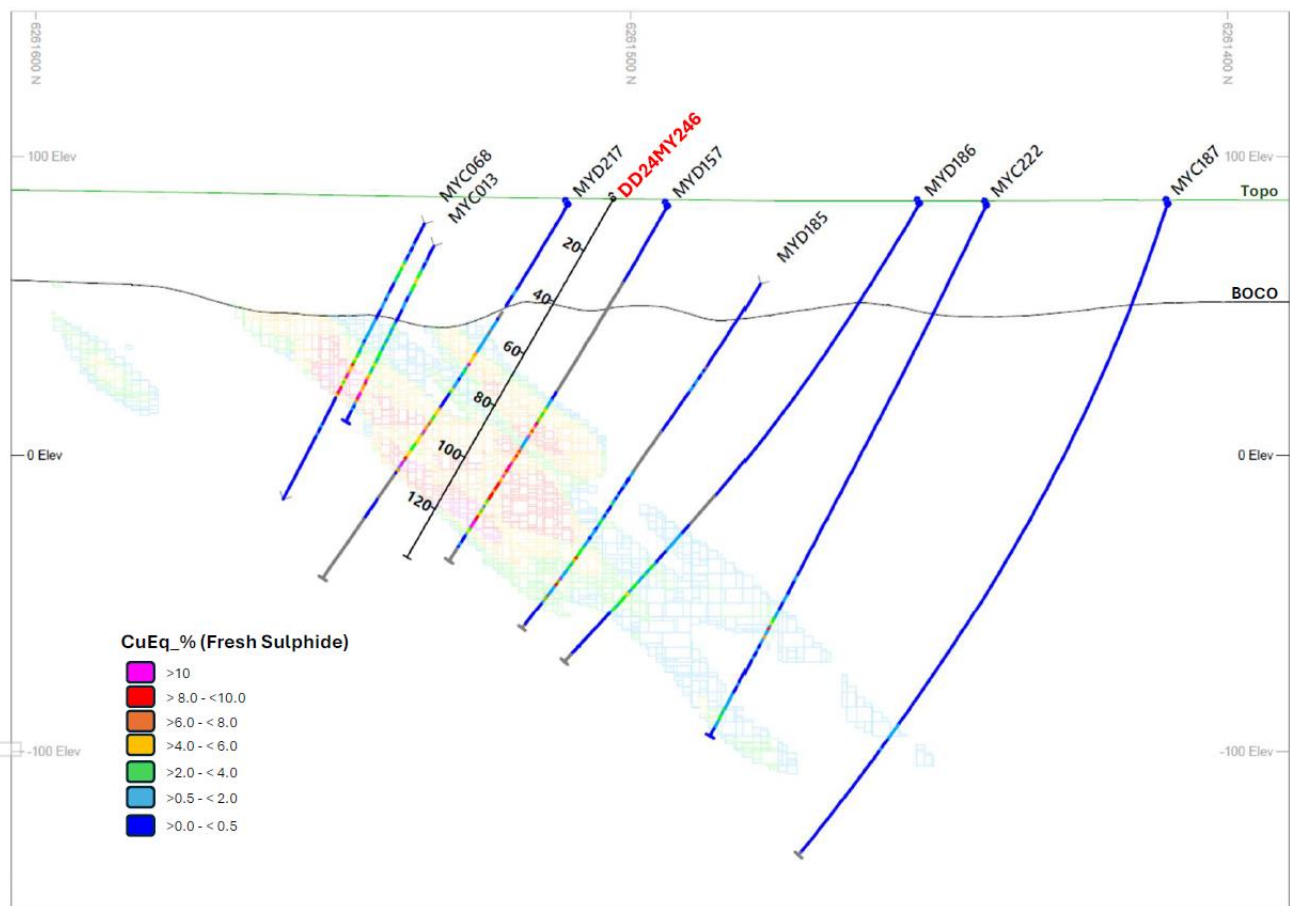 6261600 N
6261500 N
6261400 N
100 Elev
100 Elev
MYC068
MYC013
MYD217
DD24MY246
MYD157
MYD185
MYD186
MYC222
MYC187
Topo
BOCO
20
40
60
80
100
120
0 Elev
0 Elev
-100 Elev
-100 Elev
CuEq_% (Fresh Sulphide)
>10
> 8.0 - <10.0
>6.0 - < 8.0
>4.0 - < 6.0
>2.0 - < 4.0
>0.5 - < 2.0
>0.0 - < 0.5